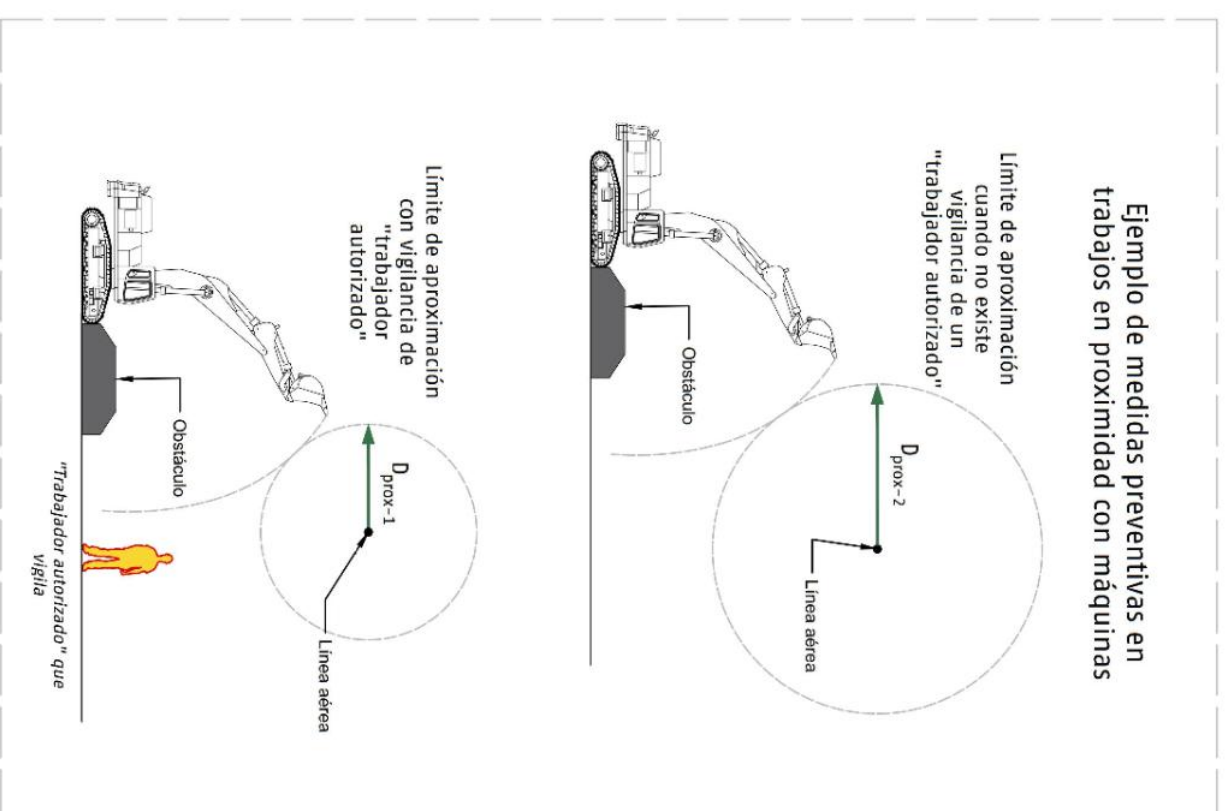 Ejemplo de medidas preventivas en
trabajos en proximidad con máquinas
Límite de aproximación
cuando no existe
vigilancia de un
"trabajador autorizado"
Obstáculo
D prox-2
Línea aérea
Límite de aproximación
con vigilancia de
"trabajador
autorizado"
Obstáculo
D prox-1
Línea aérea
"Trabajador autorizado" que
vigila